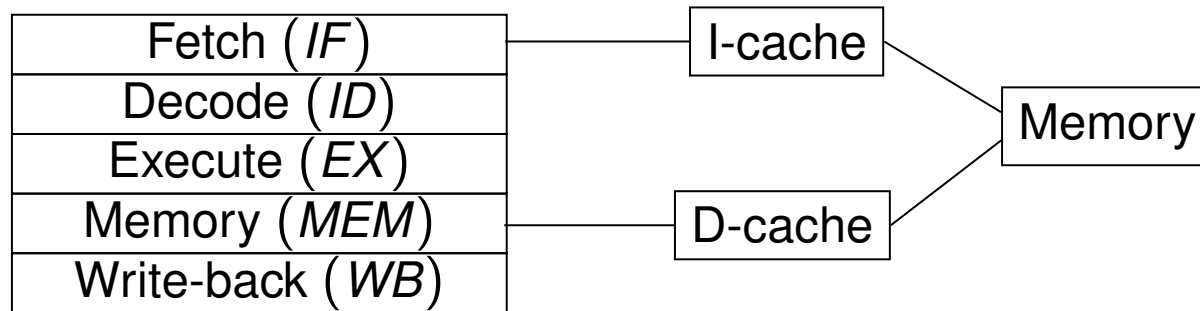 Fetch (IF)
Decode (ID)
Execute (EX)
Memory (MEM)
Write-back (WB)
I-cache
D-cache
Memory